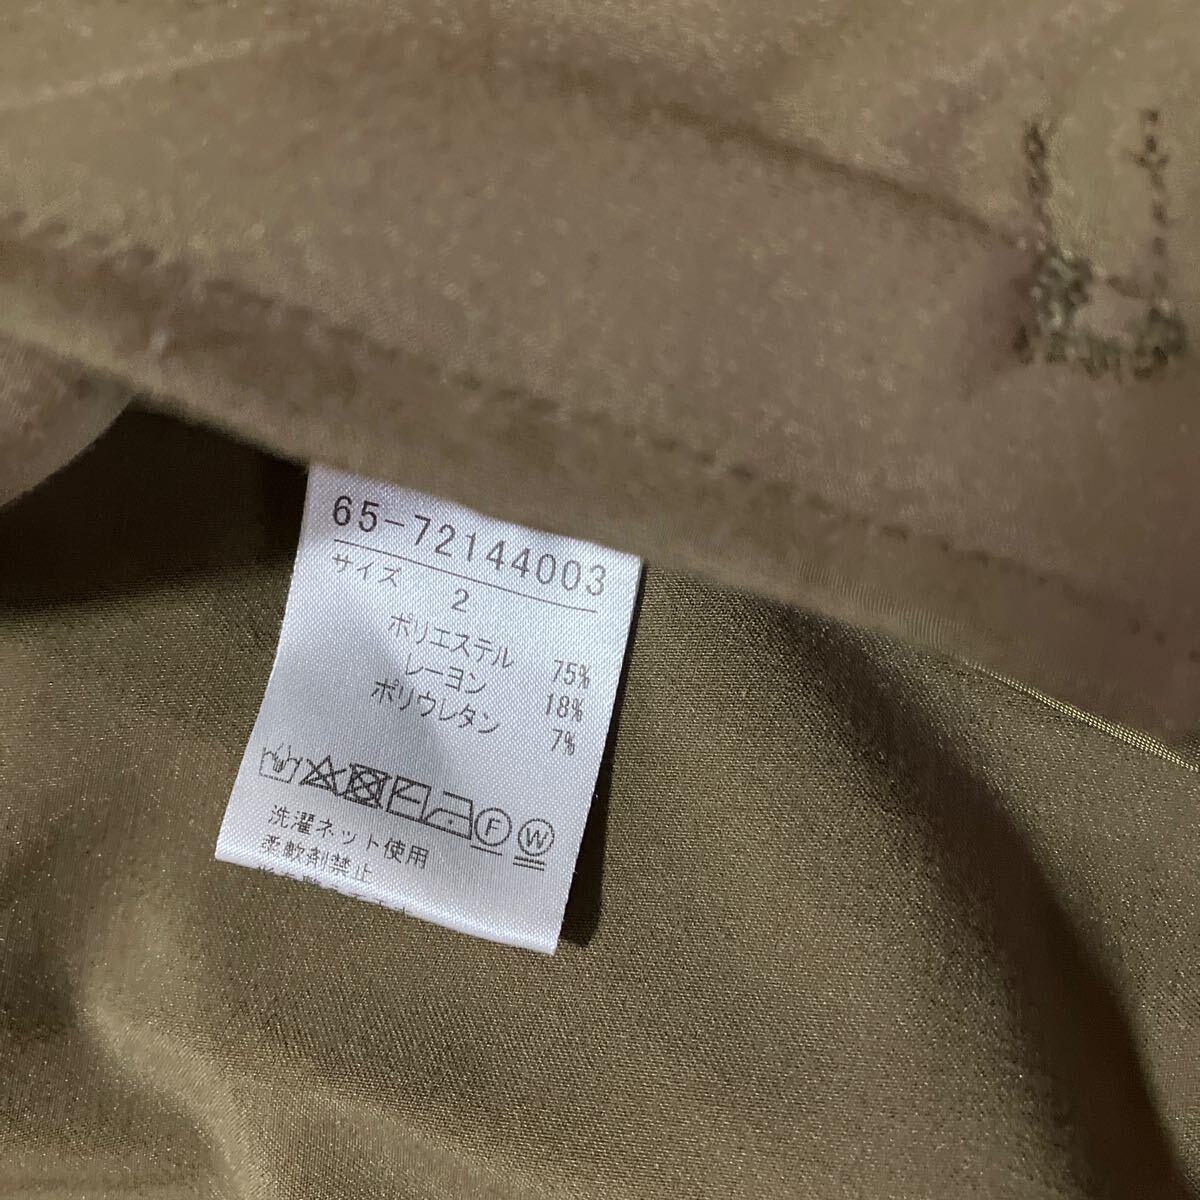 65-72144003
サイズ
2
ポリエステル 75%
レーヨン 18%
ポリウレタン 7%
F W
洗濯ネット使用
柔軟剤禁止